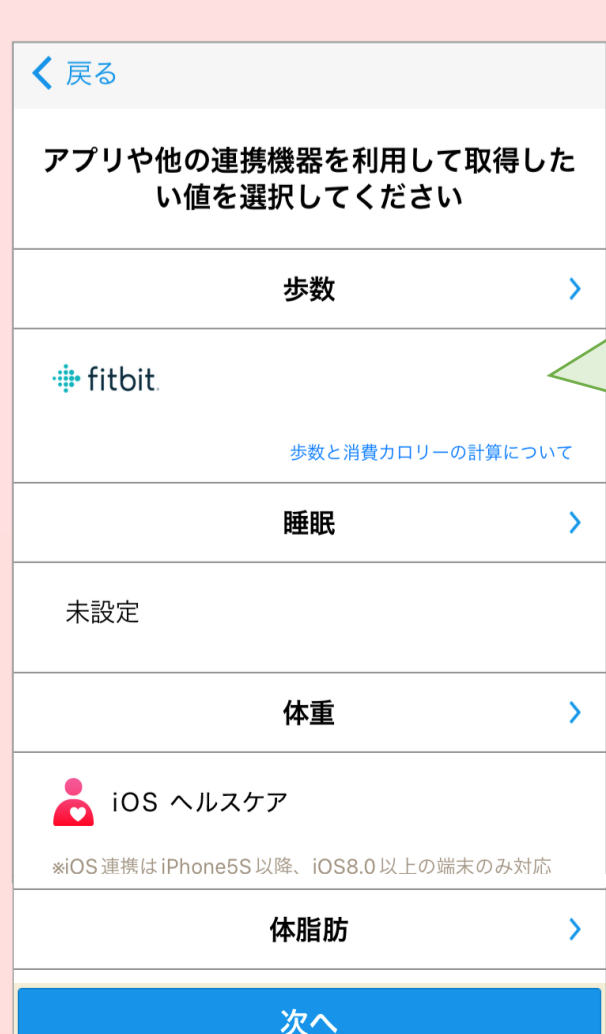 戻る
アプリや他の連携機器を利用して取得した
い値を選択してください
歩数
fitbit.
歩数と消費カロリーの計算について
睡眠
未設定
体重
iOS ヘルスケア
※iOS連携はiPhone5S以降、iOS8.0以上の端末のみ対応
体脂肪
次へ